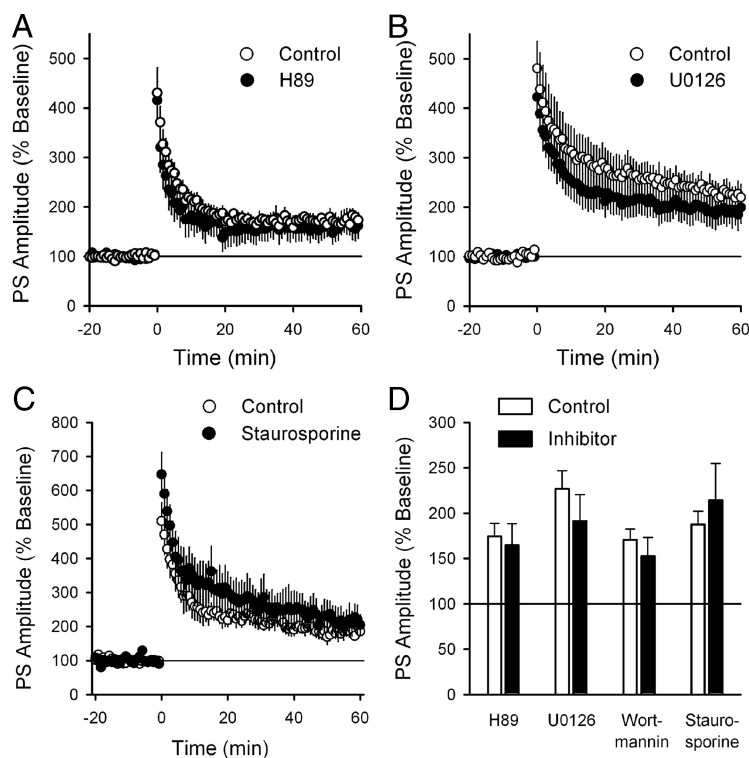 A
PS Amplitude (% Baseline)
500
400
300
200
100
0
Control
H89
-20 0 20 40 60
Time (min)
B
PS Amplitude (% Baseline)
500
400
300
200
100
0
Control
U0126
-20 0 20 40 60
Time (min)
C
PS Amplitude (% Baseline)
800
700
600
500
400
300
200
100
0
Control
Staurosporine
-20 0 20 40 60
Time (min)
D
PS Amplitude (% Baseline)
300
250
200
150
100
50
0
Control
Inhibitor
H89 U0126 Wort- Stauro-
mannin sporine